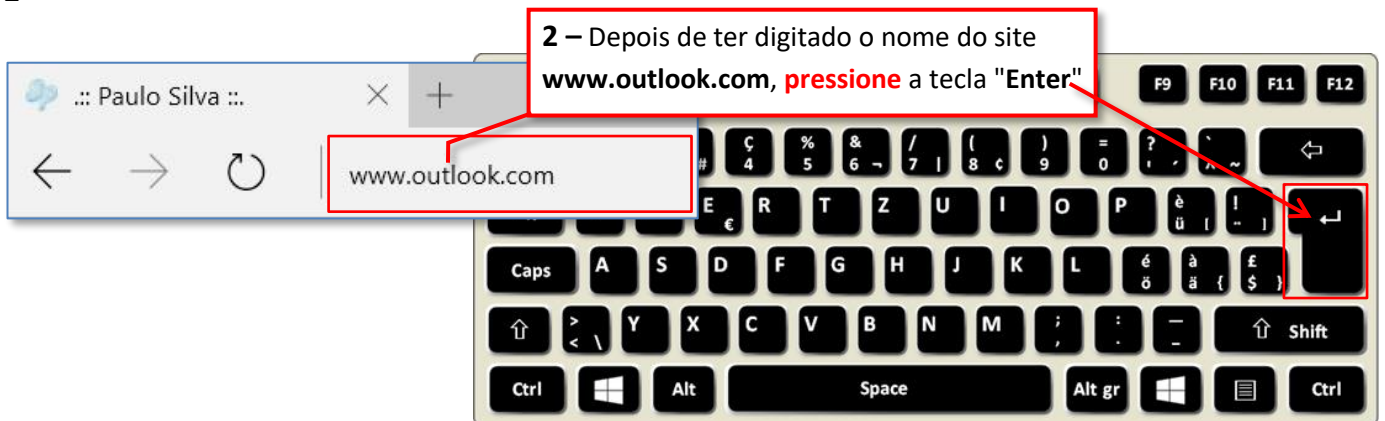 2 – Depois de ter digitado o nome do site
www.outlook.com, pressione a tecla "Enter"
.:: Paulo Silva ::.
www.outlook.com
F9 F10 F11 F12
# Ç 4 % 5 & 6 ¬ / 7 | ( 8 ¢ ) 9 = 0 ? ' ´ ` ^ ~
E € R T Z U I O P è ü [ ! ¨ ]
Caps A S D F G H J K L é ö à ä { £ $ }
> < \ Y X C V B N M ; , : . _ - Shift
Ctrl Alt Space Alt gr Ctrl